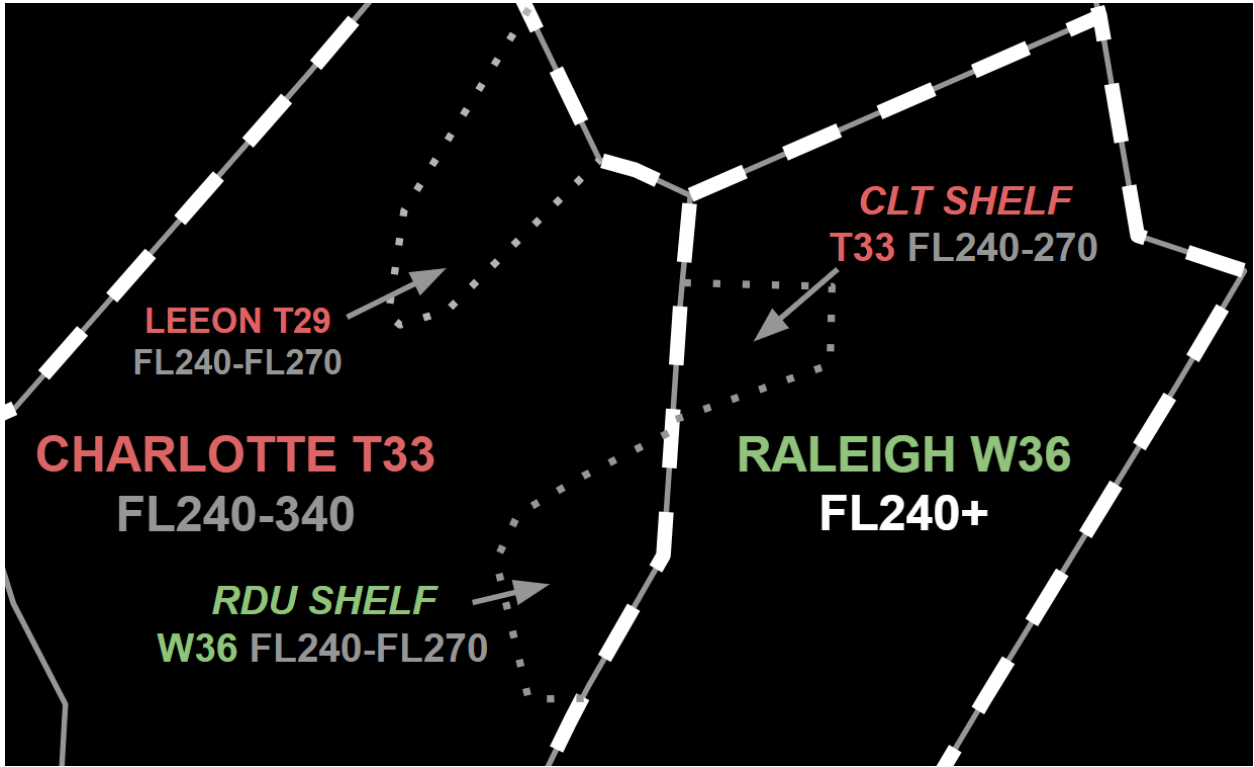 CLT SHELF
T33 FL240-270
LEEON T29
FL240-FL270
CHARLOTTE T33
FL240-340
RALEIGH W36
FL240+
RDU SHELF
W36 FL240-FL270